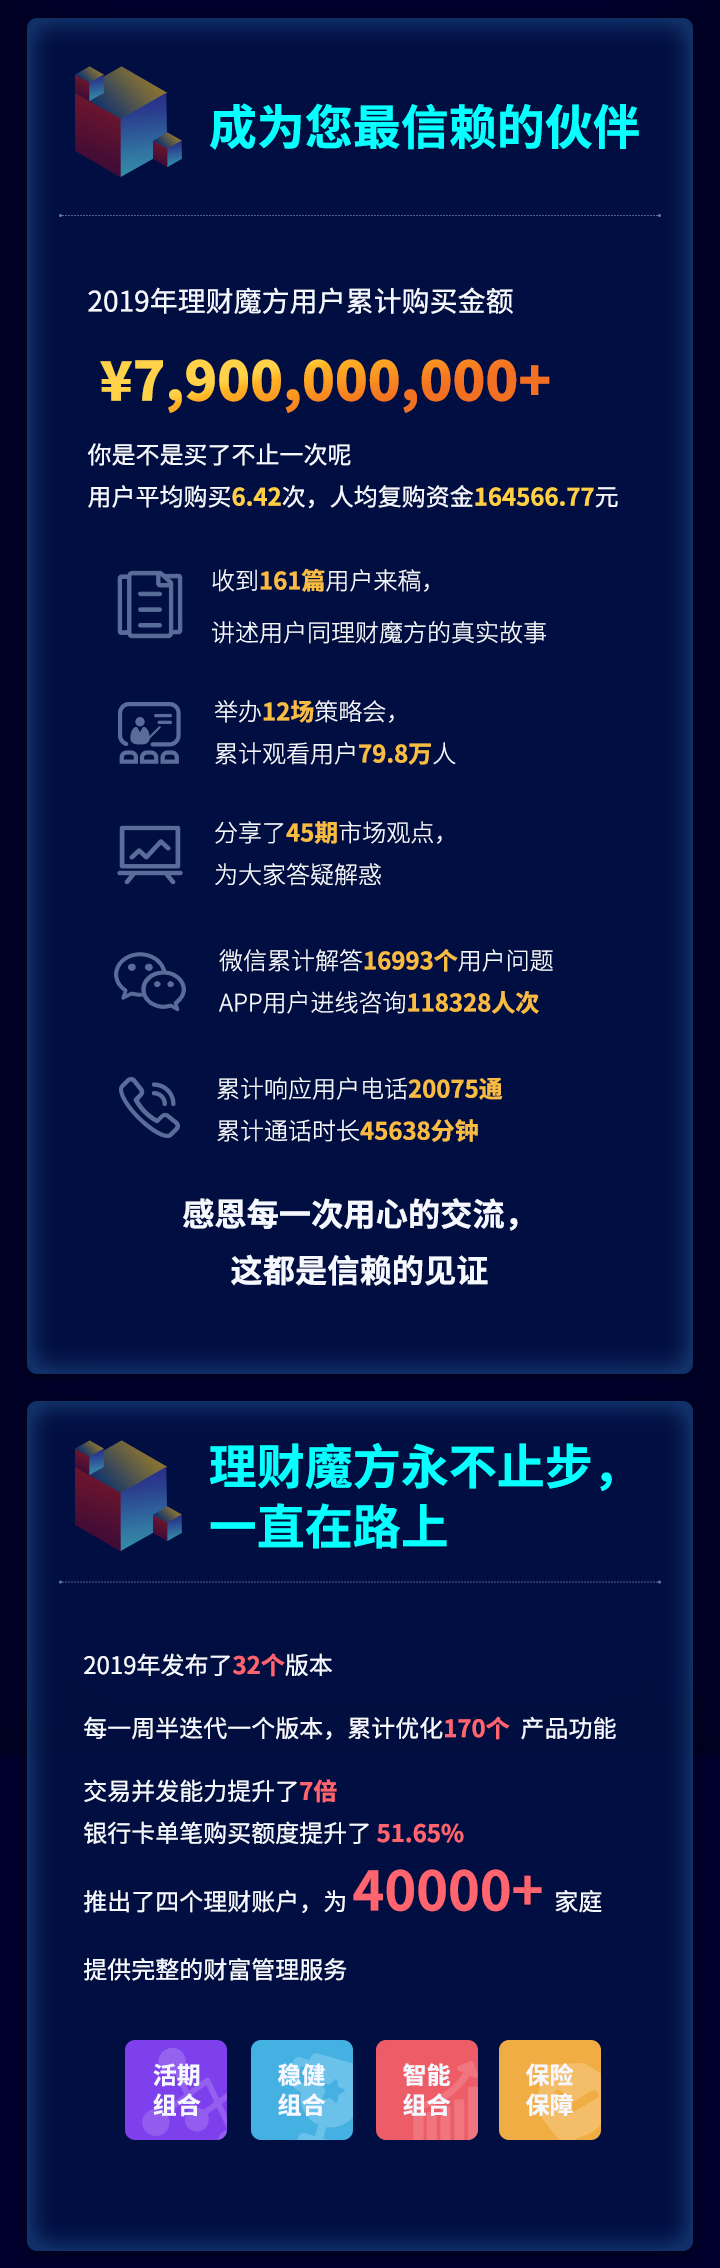 成为您最信赖的伙伴
2019年理财魔方用户累计购买金额
¥7,900,000,000+
你是不是买了不止一次呢
用户平均购买6.42次，人均复购资金164566.77元
收到161篇用户来稿，
讲述用户同理财魔方的真实故事
举办12场策略会，
累计观看用户79.8万人
分享了45期市场观点，
为大家答疑解惑
微信累计解答16993个用户问题
APP用户进线咨询118328人次
累计响应用户电话20075通
累计通话时长45638分钟
感恩每一次用心的交流，
这都是信赖的见证
理财魔方永不止步，
一直在路上
2019年发布了32个版本
每一周半迭代一个版本，累计优化170个 产品功能
交易并发能力提升了7倍
银行卡单笔购买额度提升了 51.65%
推出了四个理财账户，为 40000+ 家庭
提供完整的财富管理服务
活期 稳健 智能 保险
组合 组合 组合 保障